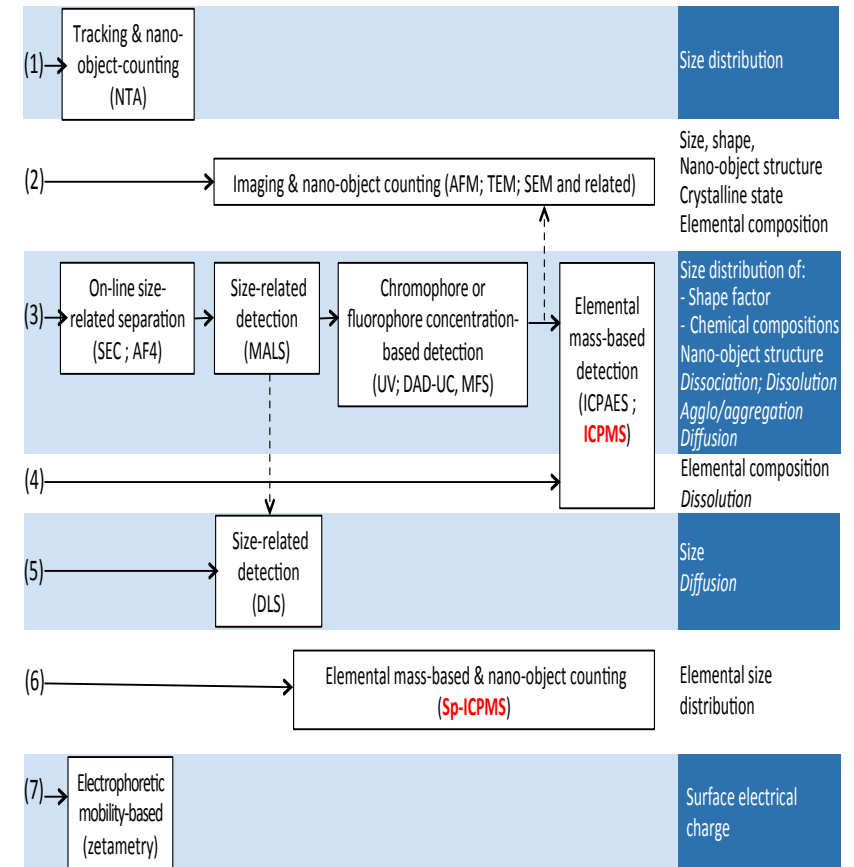 (1)
Tracking & nano-
object-counting
(NTA)
Size distribution
(2)
Imaging & nano-object counting (AFM; TEM; SEM and related)
Size, shape,
Nano-object structure
Crystalline state
Elemental composition
(3)
On-line size-
related separation
(SEC ; AF4)
Size-related
detection
(MALS)
Chromophore or
fluorophore concentration-
based detection
(UV; DAD-UC, MFS)
Elemental
mass-based
detection
(ICPAES ;
ICPMS)
Size distribution of:
- Shape factor
- Chemical compositions
Nano-object structure
Dissociation; Dissolution
Agglo/aggregation
Diffusion
(4)
Elemental composition
Dissolution
(5)
Size-related
detection
(DLS)
Size
Diffusion
(6)
Elemental mass-based & nano-object counting
(Sp-ICPMS)
Elemental size
distribution
(7)
Electrophoretic
mobility-based
(zetametry)
Surface electrical
charge